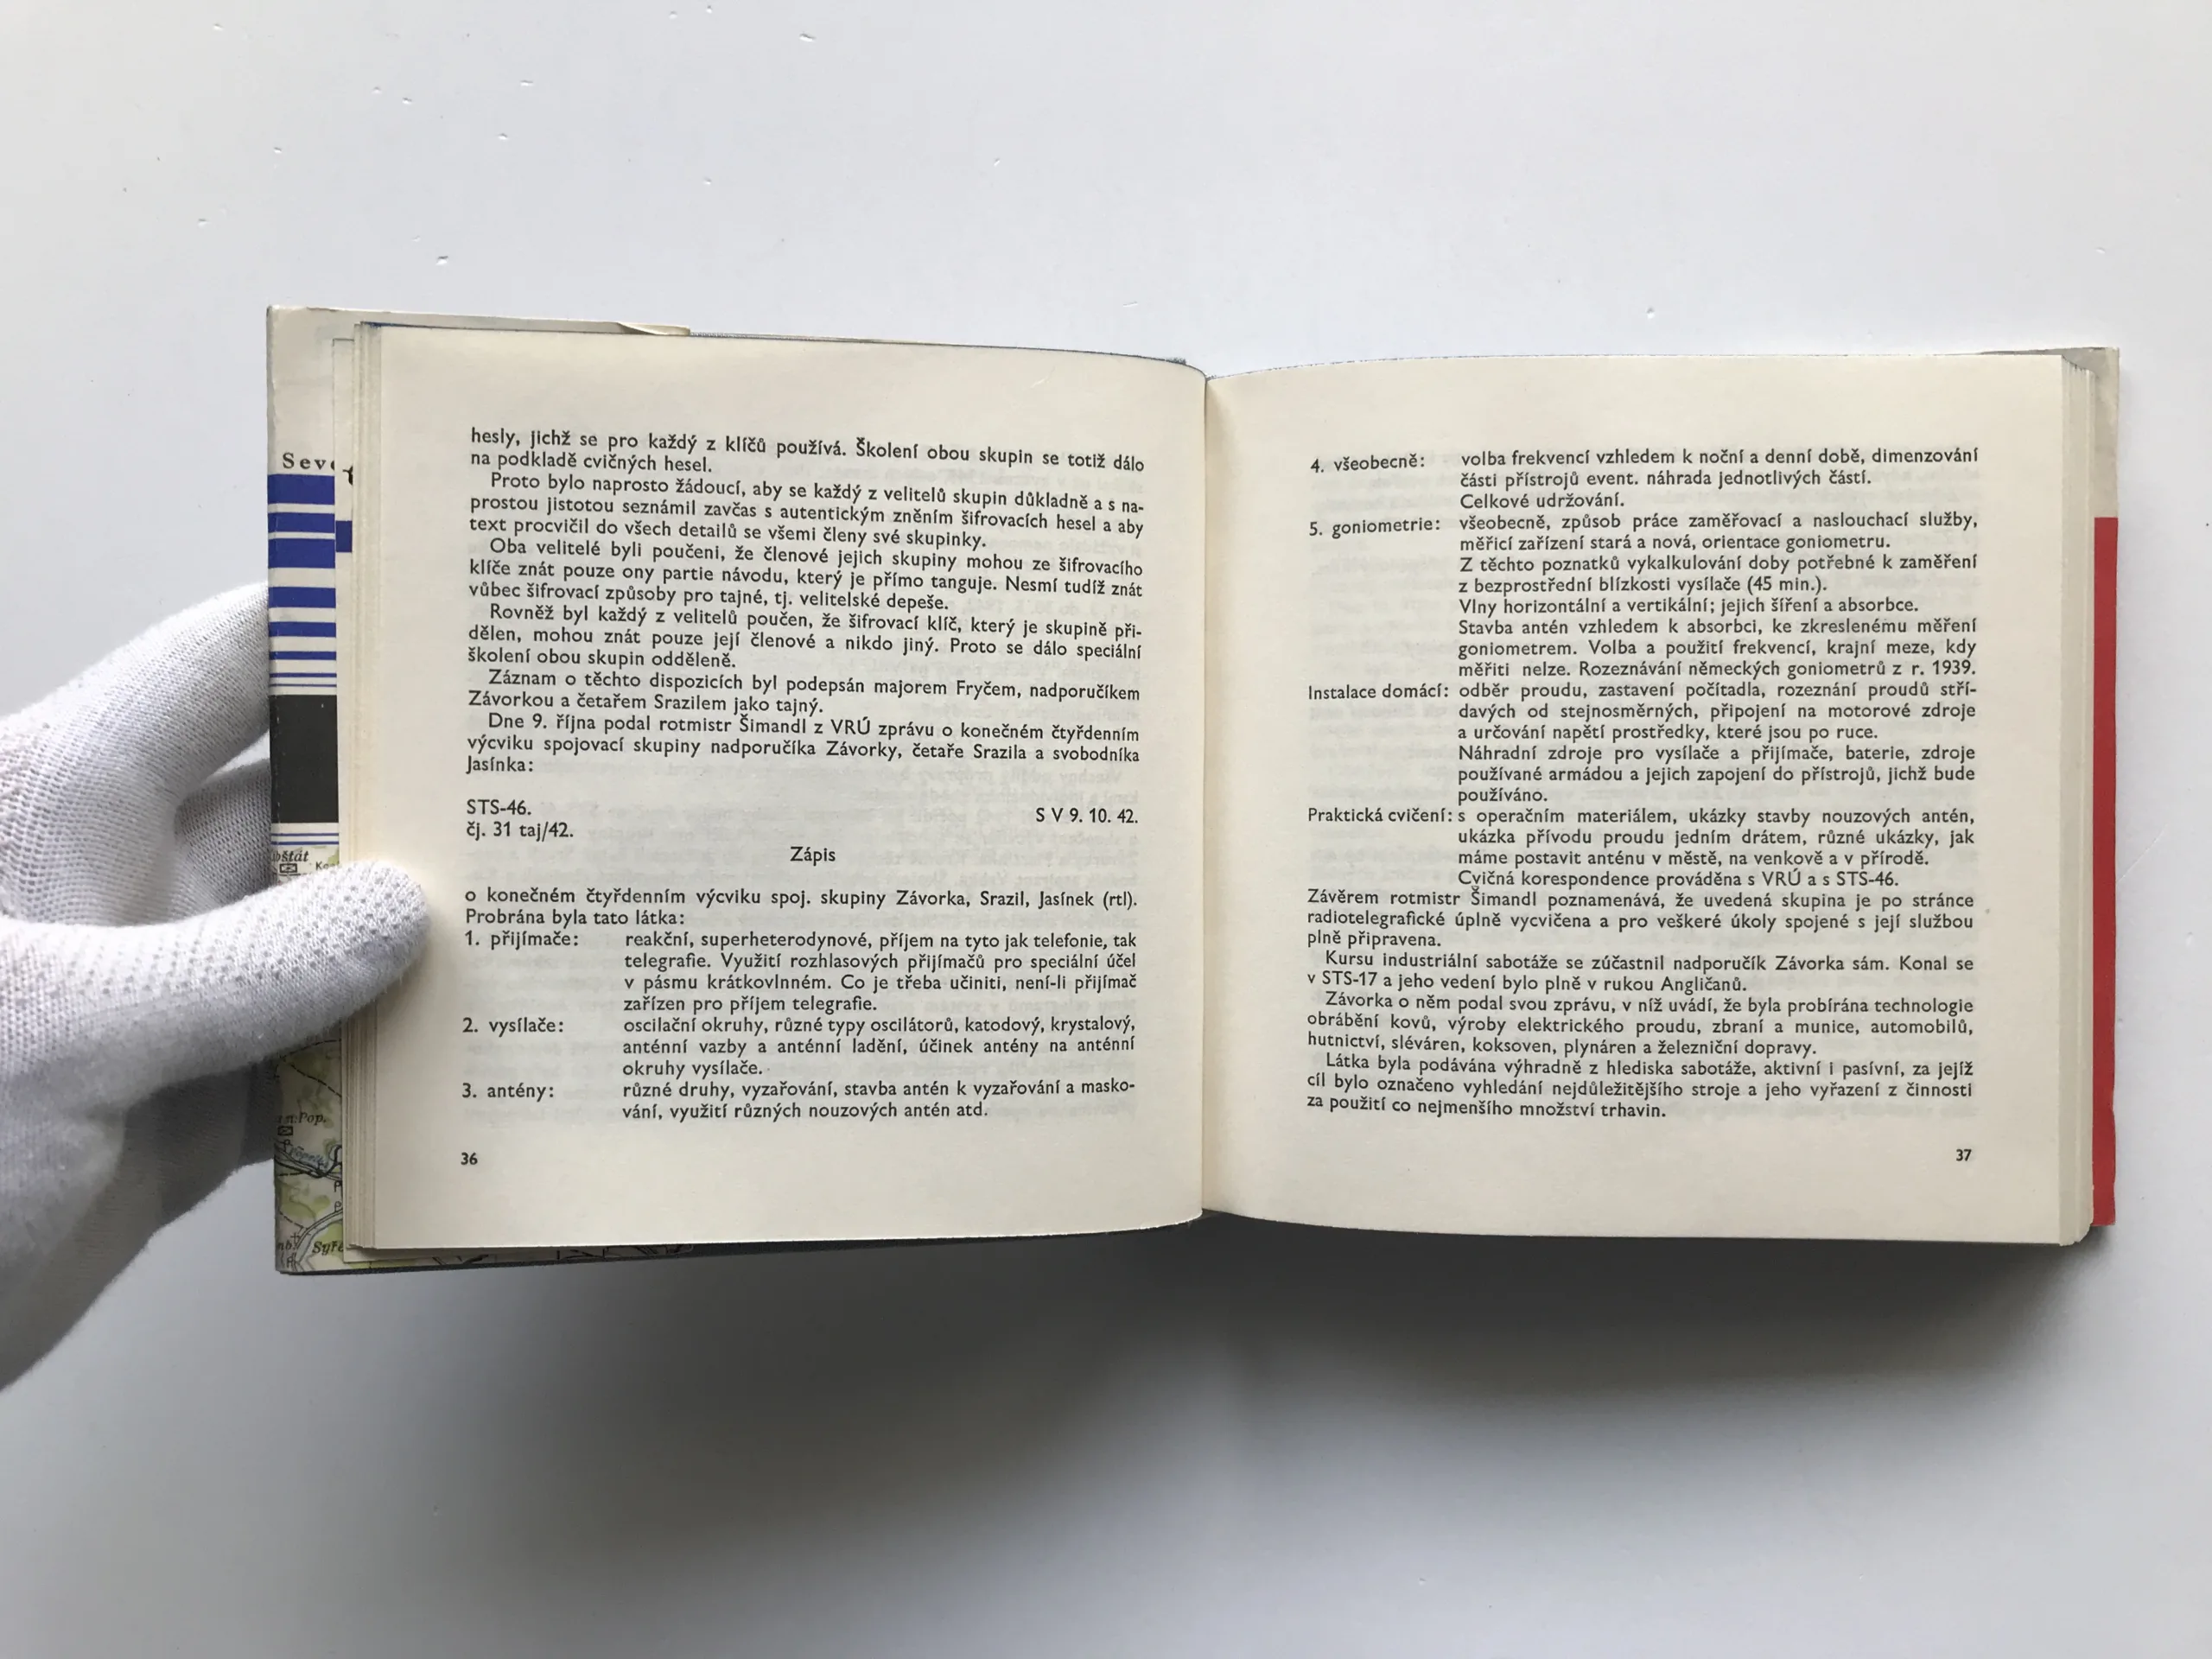 hesly, jichž se pro každý z klíčů používá. Školení obou skupin se totiž dálo
na podkladě cvičných hesel.
Proto bylo naprosto žádoucí, aby se každý z velitelů skupin důkladně a s na-
prostou jistotou seznámil zavčas s autentickým zněním šifrovacích hesel a aby
text procvičil do všech detailů se všemi členy své skupinky.
Oba velitelé byli poučeni, že členové jejich skupiny mohou ze šifrovacího
klíče znát pouze ony partie návodu, který je přímo tanguje. Nesmí tudíž znát
vůbec šifrovací způsoby pro tajné, tj. velitelské depeše.
Rovněž byl každý z velitelů poučen, že šifrovací klíč, který je skupině při-
dělen, mohou znát pouze její členové a nikdo jiný. Proto se dálo speciální
školení obou skupin odděleně.
Záznam o těchto dispozicích byl podepsán majorem Fryčem, nadporučíkem
Závorkou a četařem Srazilem jako tajný.
Dne 9. října podal rotmistr Šimandl z VRÚ zprávu o konečném čtyřdenním
výcviku spojovací skupiny nadporučíka Závorky, četaře Srazila a svobodníka
Jasínka:
STS-46.
S V 9. 10. 42.
čj. 31 taj/42.
Zápis
o konečném čtyřdenním výcviku spoj. skupiny Závorka, Srazil, Jasínek (rtl).
Probrána byla tato látka:
1. přijímače: reakční, superheterodynové, příjem na tyto jak telefonie, tak
telegrafie. Využití rozhlasových přijímačů pro speciální účel
v pásmu krátkovlnném. Co je třeba učiniti, není-li přijímač
zařízen pro příjem telegrafie.
2. vysílače: oscilační okruhy, různé typy oscilátorů, katodový, krystalový,
anténní vazby a anténní ladění, účinek antény na anténní
okruhy vysílače.
3. antény: různé druhy, vyzařování, stavba antén k vyzařování a masko-
vání, využití různých nouzových antén atd.
36
4. všeobecně: volba frekvencí vzhledem k noční a denní době, dimenzování
části přístrojů event. náhrada jednotlivých částí.
Celkové udržování.
5. goniometrie: všeobecně, způsob práce zaměřovací a naslouchací služby,
měřicí zařízení stará a nová, orientace goniometru.
Z těchto poznatků vykalkulování doby potřebné k zaměření
z bezprostřední blízkosti vysílače (45 min.).
Vlny horizontální a vertikální; jejich šíření a absorbce.
Stavba antén vzhledem k absorbci, ke zkreslenému měření
goniometrem. Volba a použití frekvencí, krajní meze, kdy
měřiti nelze. Rozeznávání německých goniometrů z r. 1939.
Instalace domácí: odběr proudu, zastavení počítadla, rozeznání proudů stří-
davých od stejnosměrných, připojení na motorové zdroje
a určování napětí prostředky, které jsou po ruce.
Náhradní zdroje pro vysílače a přijímače, baterie, zdroje
používané armádou a jejich zapojení do přístrojů, jichž bude
používáno.
Praktická cvičení: s operačním materiálem, ukázky stavby nouzových antén,
ukázka přívodu proudu jedním drátem, různé ukázky, jak
máme postavit anténu v městě, na venkově a v přírodě.
Cvičná korespondence prováděna s VRÚ a s STS-46.
Závěrem rotmistr Šimandl poznamenává, že uvedená skupina je po stránce
radiotelegrafické úplně vycvičena a pro veškeré úkoly spojené s její službou
plně připravena.
Kursu industriální sabotáže se zúčastnil nadporučík Závorka sám. Konal se
v STS-17 a jeho vedení bylo plně v rukou Angličanů.
Závorka o něm podal svou zprávu, v níž uvádí, že byla probírána technologie
obrábění kovů, výroby elektrického proudu, zbraní a munice, automobilů,
hutnictví, sléváren, koksoven, plynáren a železniční dopravy.
Látka byla podávána výhradně z hlediska sabotáže, aktivní i pasívní, za jejíž
cíl bylo označeno vyhledání nejdůležitějšího stroje a jeho vyřazení z činnosti
za použití co nejmenšího množství trhavin.
37